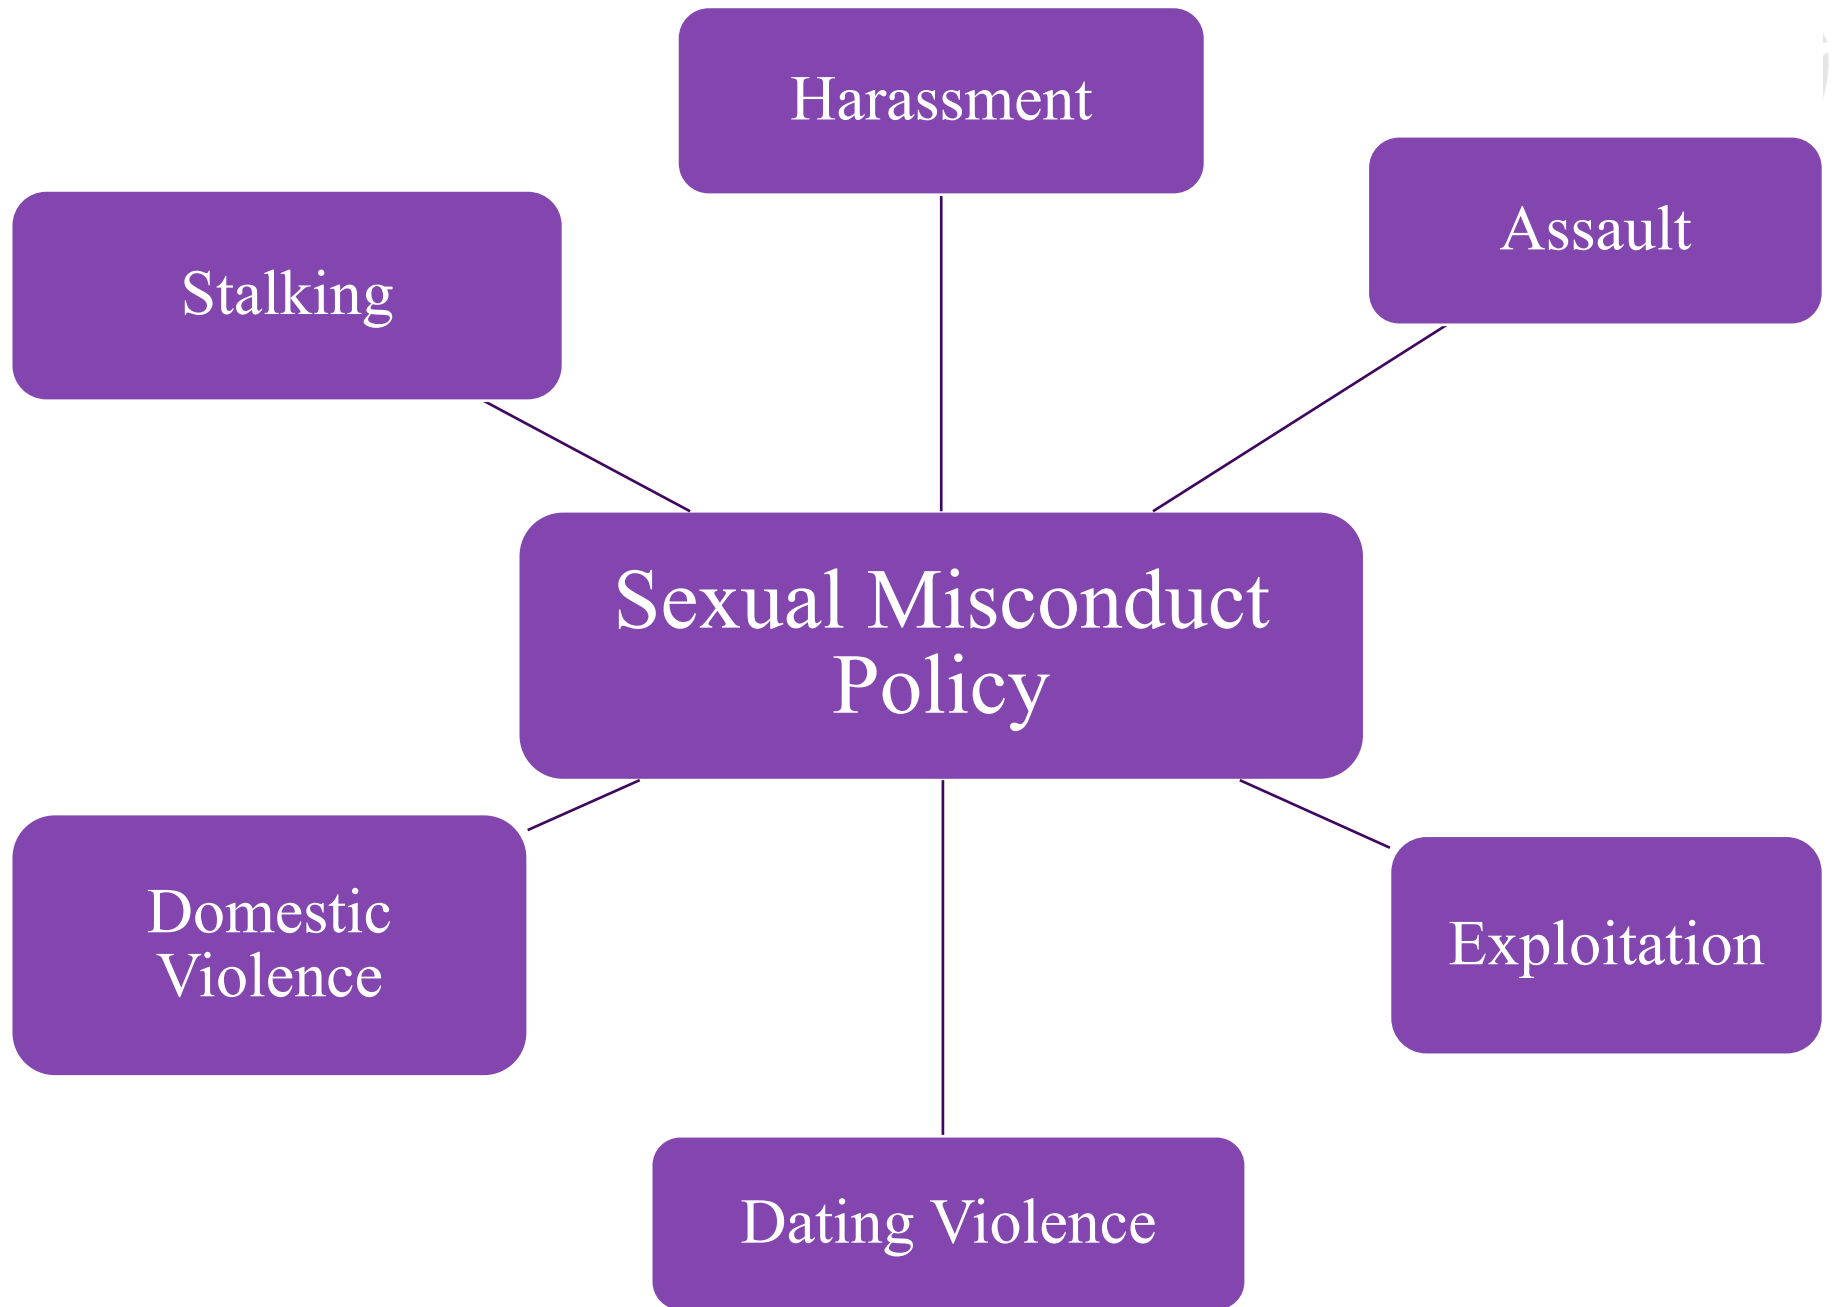 Harassment
Assault
Stalking
Sexual Misconduct
Policy
Domestic
Violence
Exploitation
Dating Violence